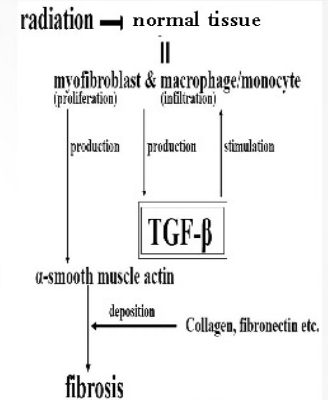 radiation normal tissue
myofibroblast & macrophage/monocyte
(proliferation) (infiltration)
production production stimulation
TGF-β
α-smooth muscle actin
deposition
Collagen, fibronectin etc.
fibrosis